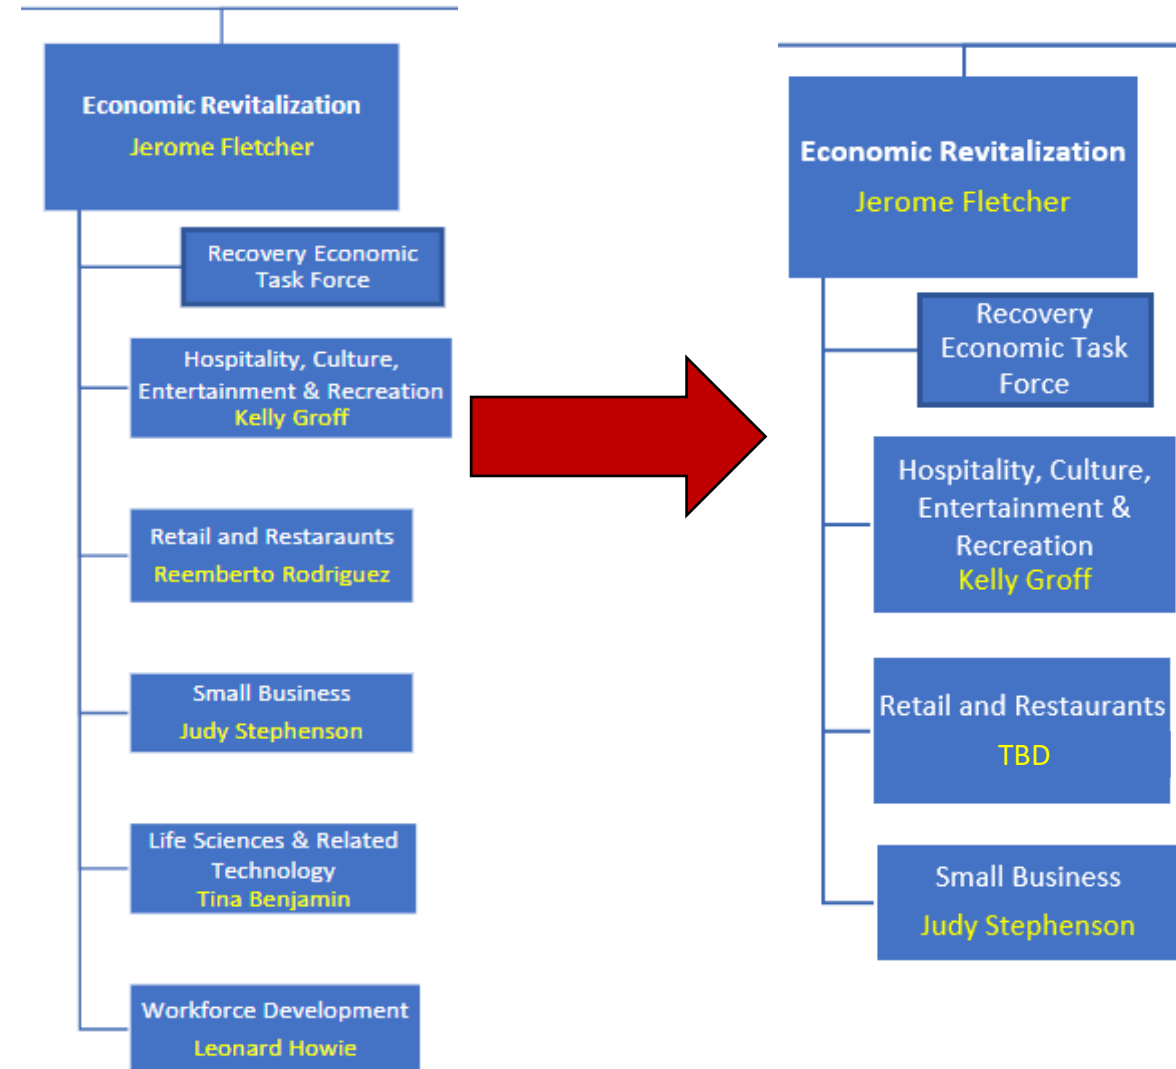 Economic Revitalization
Jerome Fletcher
Recovery Economic
Task Force
Hospitality, Culture,
Entertainment & Recreation
Kelly Groff
Retail and Restaraunts
Reemberto Rodriguez
Small Business
Judy Stephenson
Life Sciences & Related
Technology
Tina Benjamin
Workforce Development
Leonard Howie
Economic Revitalization
Jerome Fletcher
Recovery
Economic Task
Force
Hospitality, Culture,
Entertainment &
Recreation
Kelly Groff
Retail and Restaurants
TBD
Small Business
Judy Stephenson